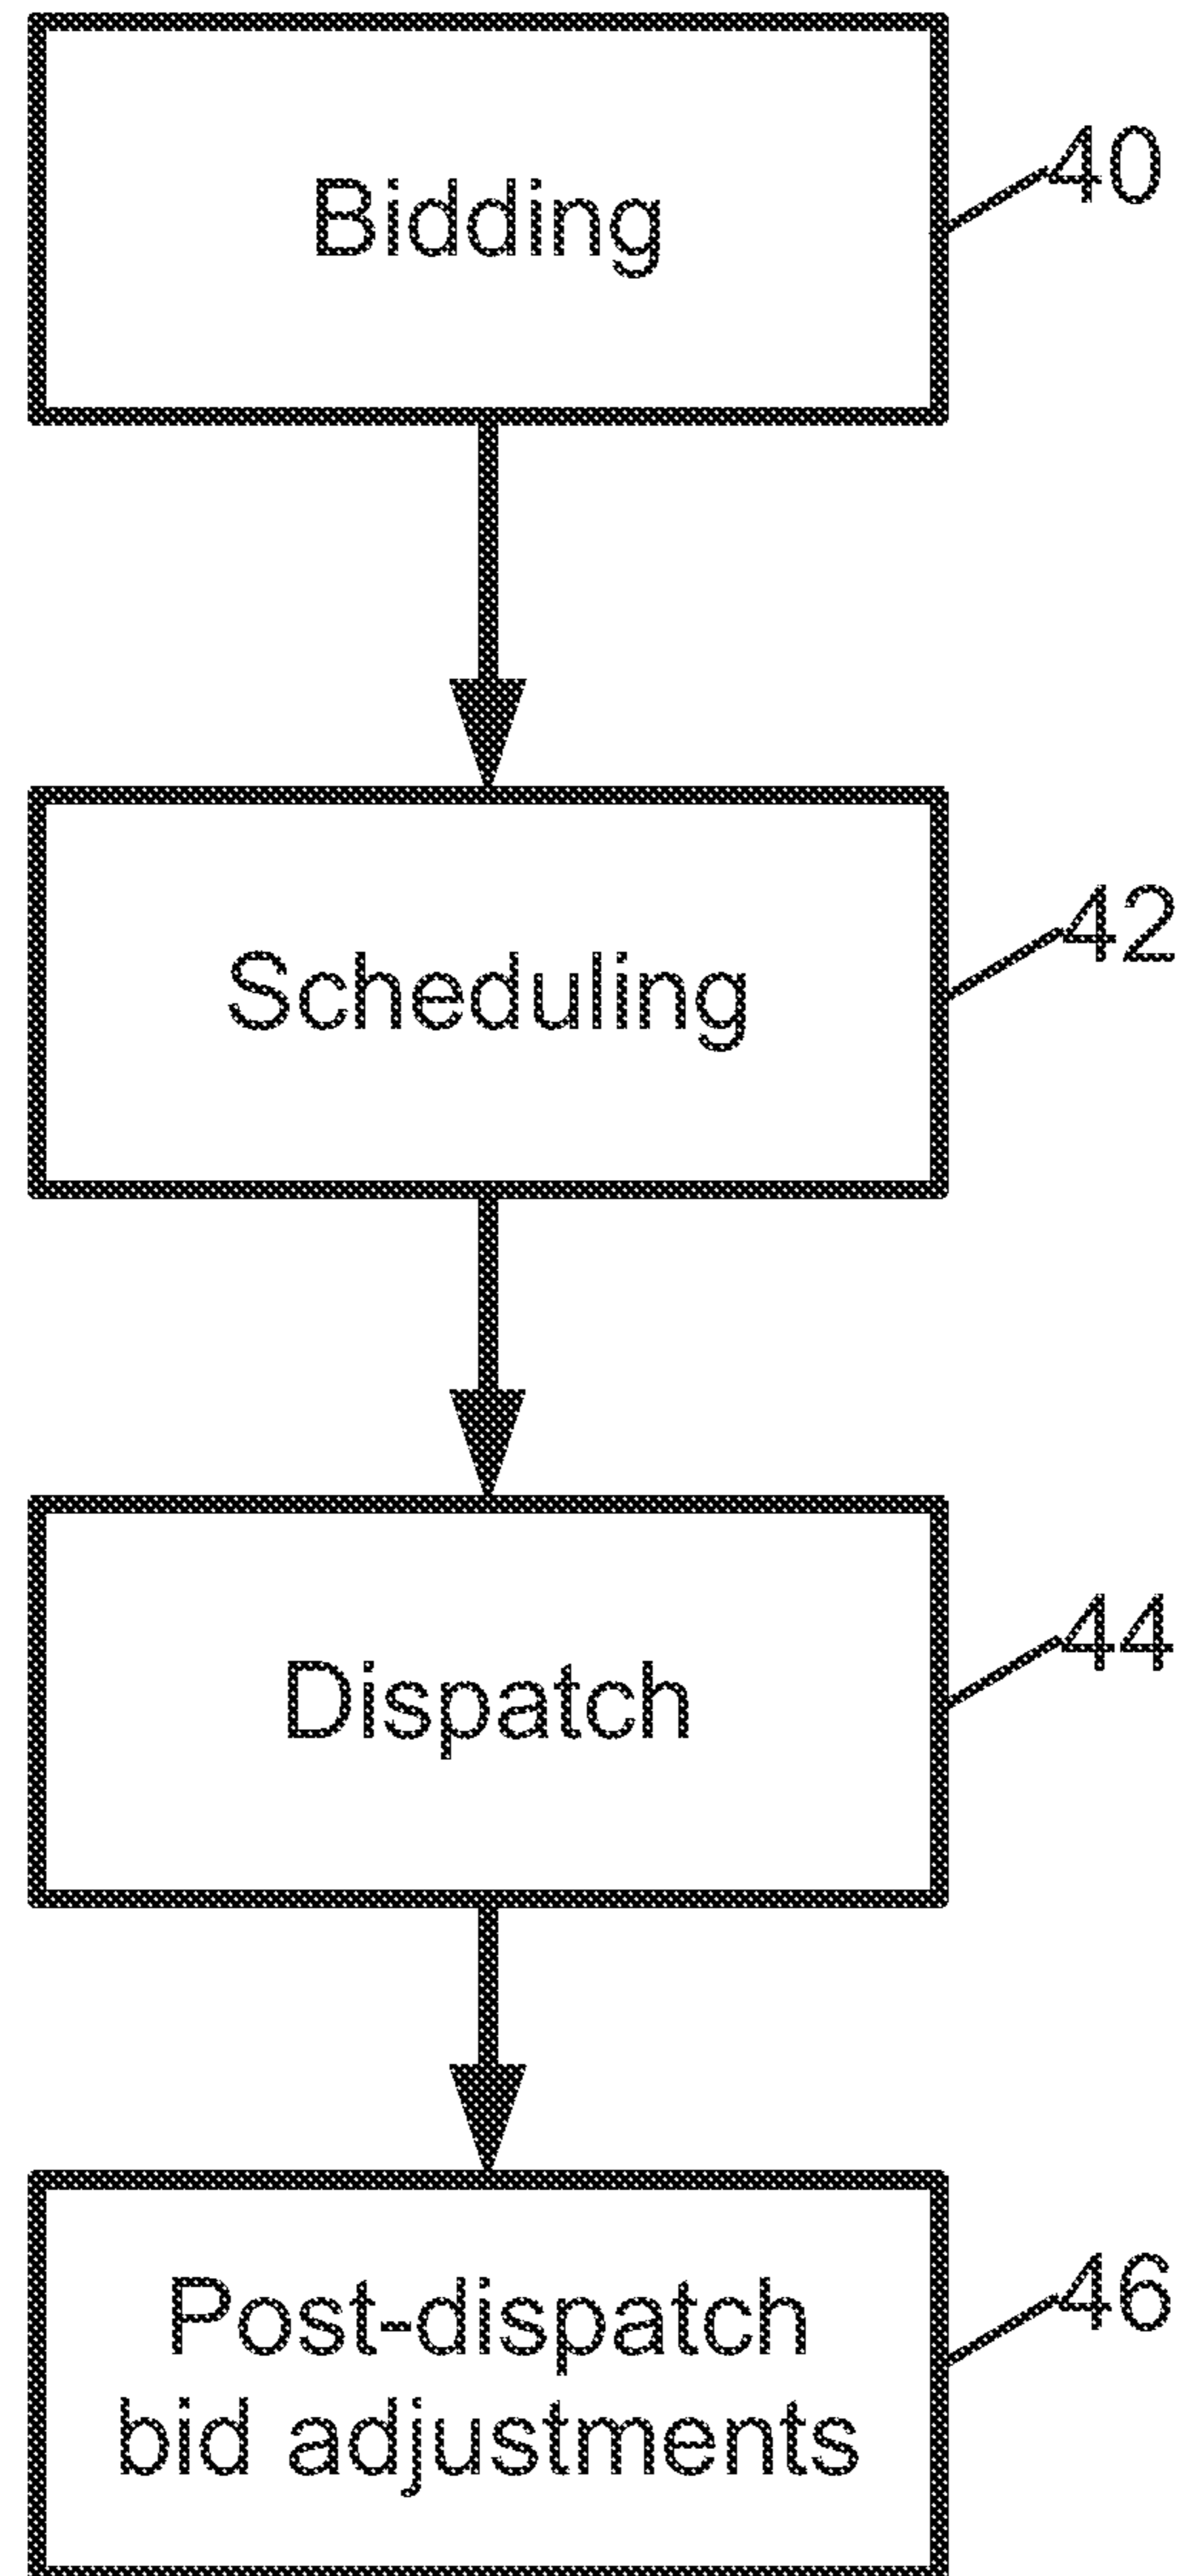 Bidding
40
Scheduling
42
Dispatch
44
Post-dispatch
bid adjustments
46